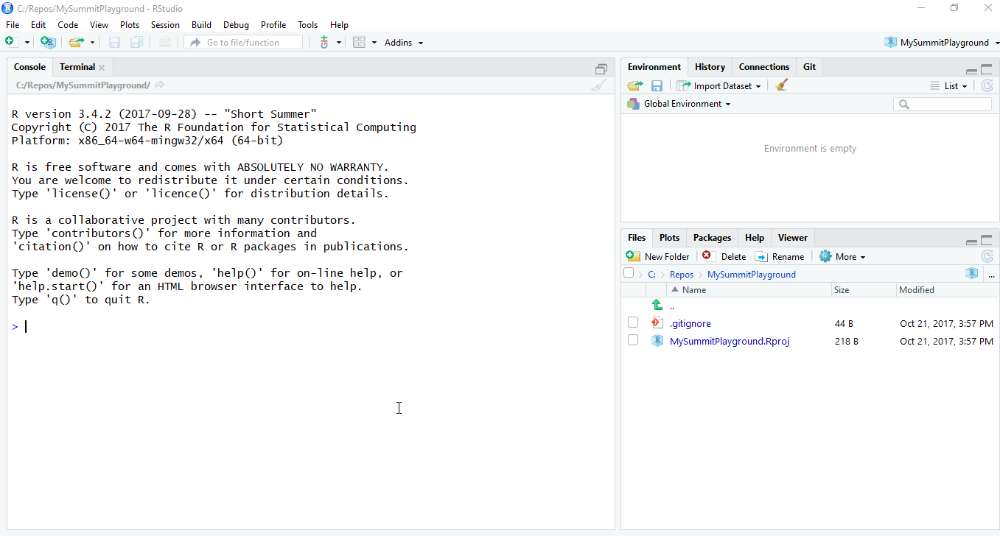 C:/Repos/MySummitPlayground - RStudio
File Edit Code View Plots Session Build Debug Profile Tools Help
Go to file/function Addins MySummitPlayground
Console Terminal
C:/Repos/MySummitPlayground/
R version 3.4.2 (2017-09-28) -- "Short Summer"
Copyright (C) 2017 The R Foundation for Statistical Computing
Platform: x86_64-w64-mingw32/x64 (64-bit)
R is free software and comes with ABSOLUTELY NO WARRANTY.
You are welcome to redistribute it under certain conditions.
Type 'license()' or 'licence()' for distribution details.
R is a collaborative project with many contributors.
Type 'contributors()' for more information and
'citation()' on how to cite R or R packages in publications.
Type 'demo()' for some demos, 'help()' for on-line help, or
'help.start()' for an HTML browser interface to help.
Type 'q()' to quit R.
>
Environment History Connections Git
Import Dataset List
Global Environment
Environment is empty
Files Plots Packages Help Viewer
New Folder Delete Rename More
C: Repos MySummitPlayground ...
Name Size Modified
..
.gitignore 44 B Oct 21, 2017, 3:57 PM
MySummitPlayground.Rproj 218 B Oct 21, 2017, 3:57 PM